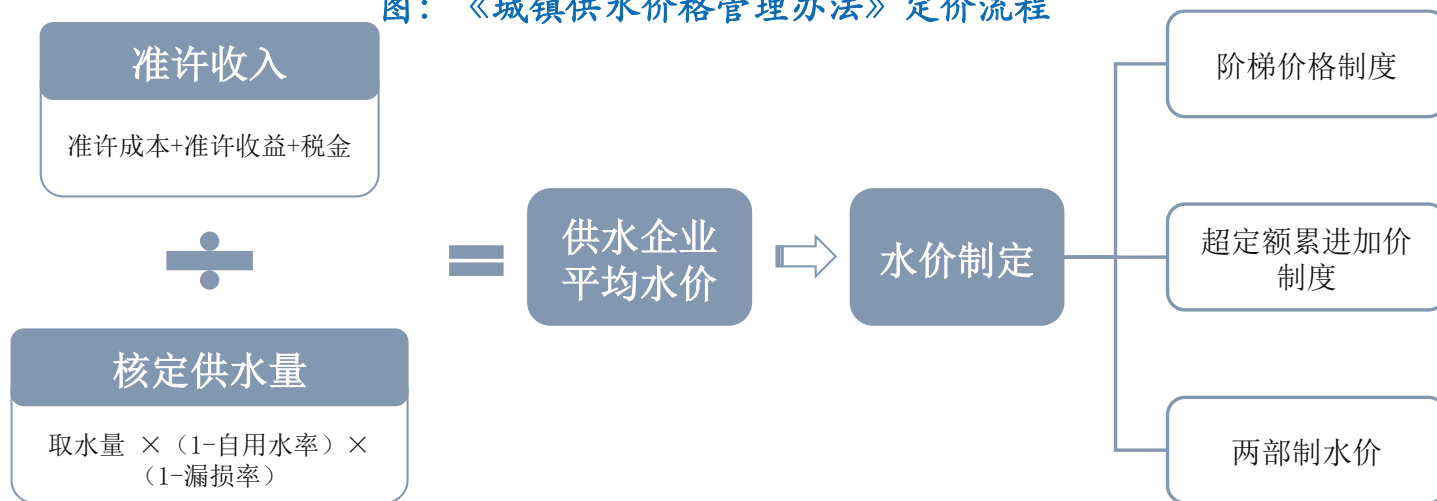 图：《城镇供水价格管理办法》定价流程
准许收入
准许成本+准许收益+税金
核定供水量
取水量 ×（1-自用水率）×
（1-漏损率）
供水企业
平均水价
水价制定
阶梯价格制度
超定额累进加价
制度
两部制水价